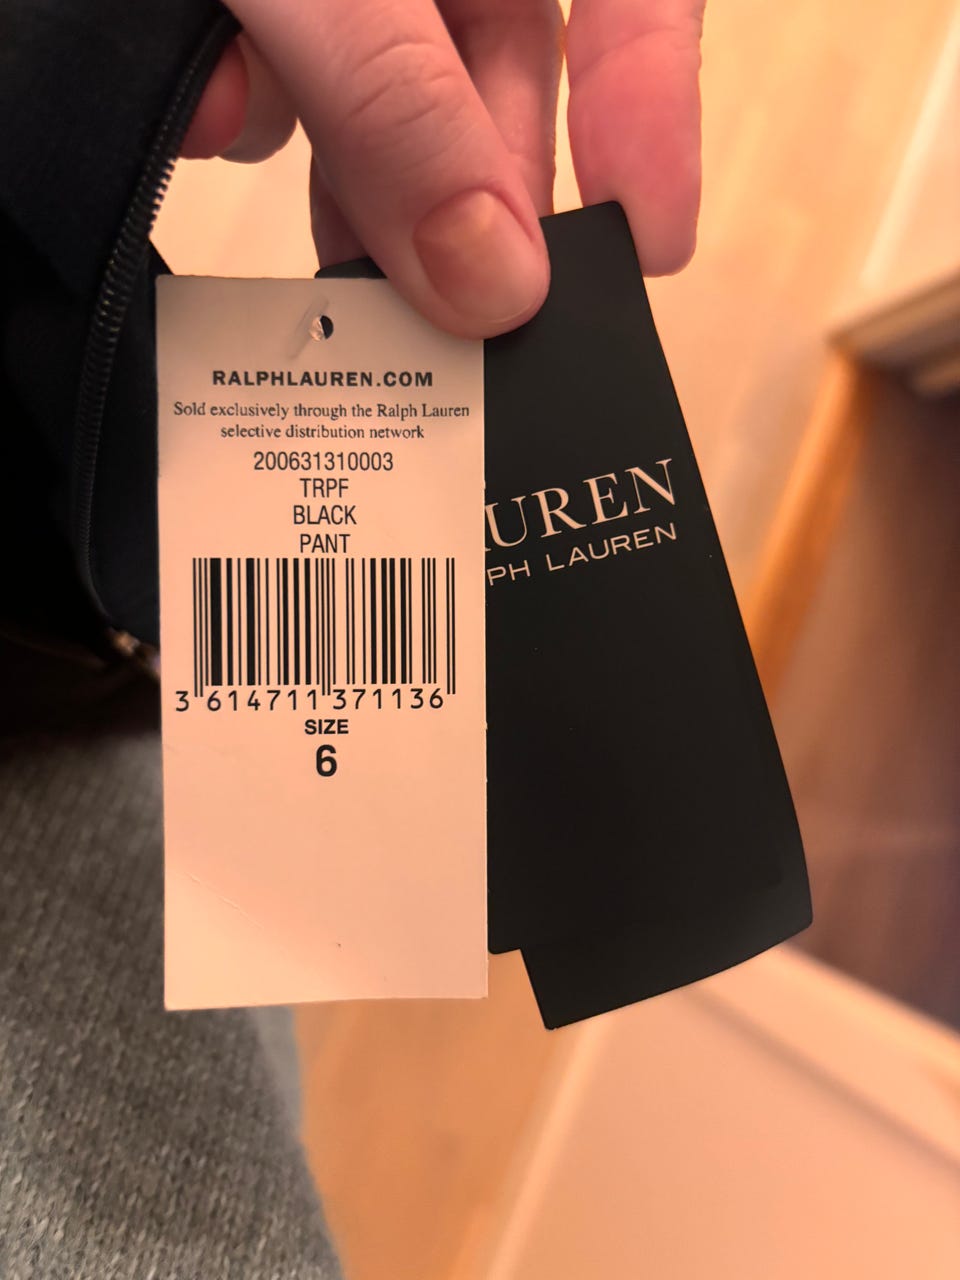 RALPHLAUREN.COM
Sold exclusively through the Ralph Lauren
selective distribution network
200631310003
TRPF
BLACK
PANT
3 614711 371136
SIZE
6
UREN
PH LAUREN